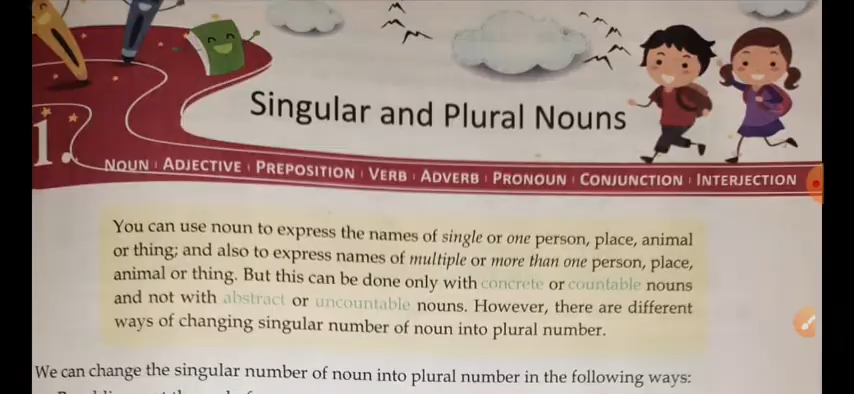 Singular and Plural Nouns
1.
NOUN | ADJECTIVE | PREPOSITION | VERB | ADVERB | PRONOUN | CONJUNCTION | INTERJECTION
You can use noun to express the names of single or one person, place, animal
or thing; and also to express names of multiple or more than one person, place,
animal or thing. But this can be done only with concrete or countable nouns
and not with abstract or uncountable nouns. However, there are different
ways of changing singular number of noun into plural number.
We can change the singular number of noun into plural number in the following ways: